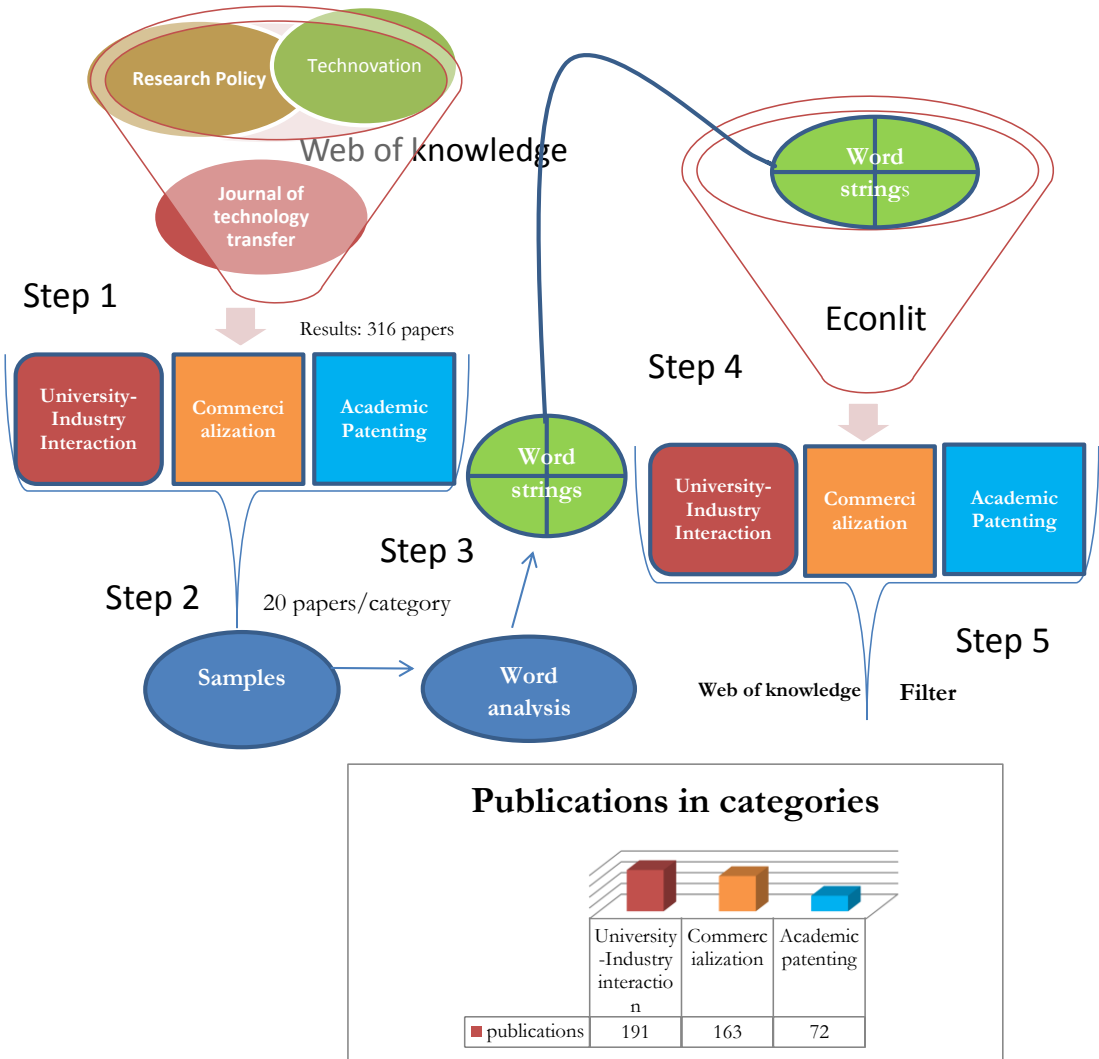 Research Policy
Technovation
Web of knowledge
Journal of
technology
transfer
Step 1
Results: 316 papers
University-
Industry
Interaction
Commerci
alization
Academic
Patenting
Step 2
20 papers/category
Samples
Word
analysis
Step 3
Word
strings
Word
strings
Econlit
Step 4
University-
Industry
Interaction
Commerci
alization
Academic
Patenting
Step 5
Web of knowledge
Filter
Publications in categories
University
-Industry
interactio
n
Commerc
ialization
Academic
patenting
publications 191 163 72